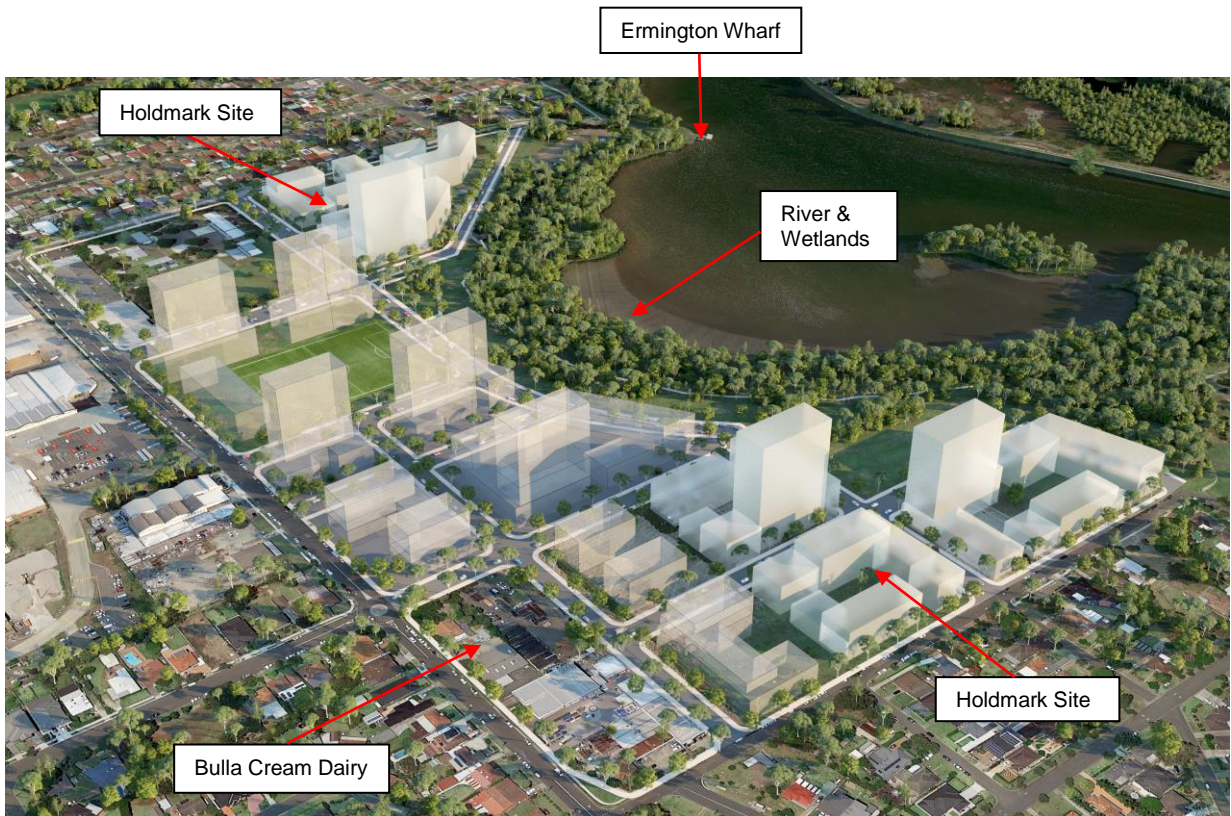 Ermington Wharf
Holdmark Site
River &
Wetlands
Holdmark Site
Bulla Cream Dairy